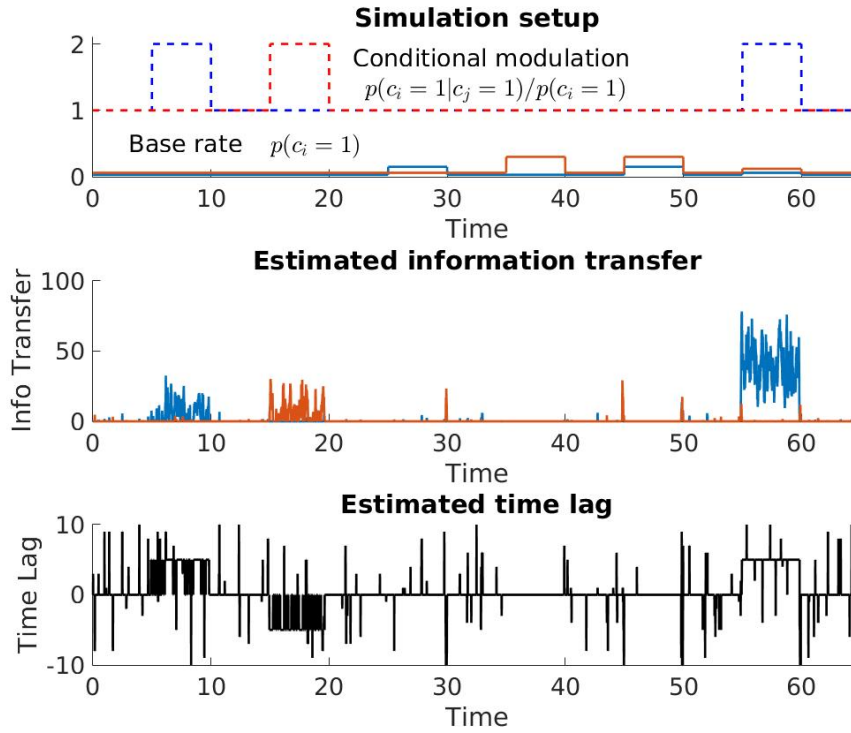 Simulation setup
2
Conditional modulation
p(c_i = 1|c_j = 1)/p(c_i = 1)
1
Base rate p(c_i = 1)
0
0 10 20 30 40 50 60
Time
Estimated information transfer
100
Info Transfer
50
0
0 10 20 30 40 50 60
Time
Estimated time lag
10
Time Lag
0
-10
0 10 20 30 40 50 60
Time